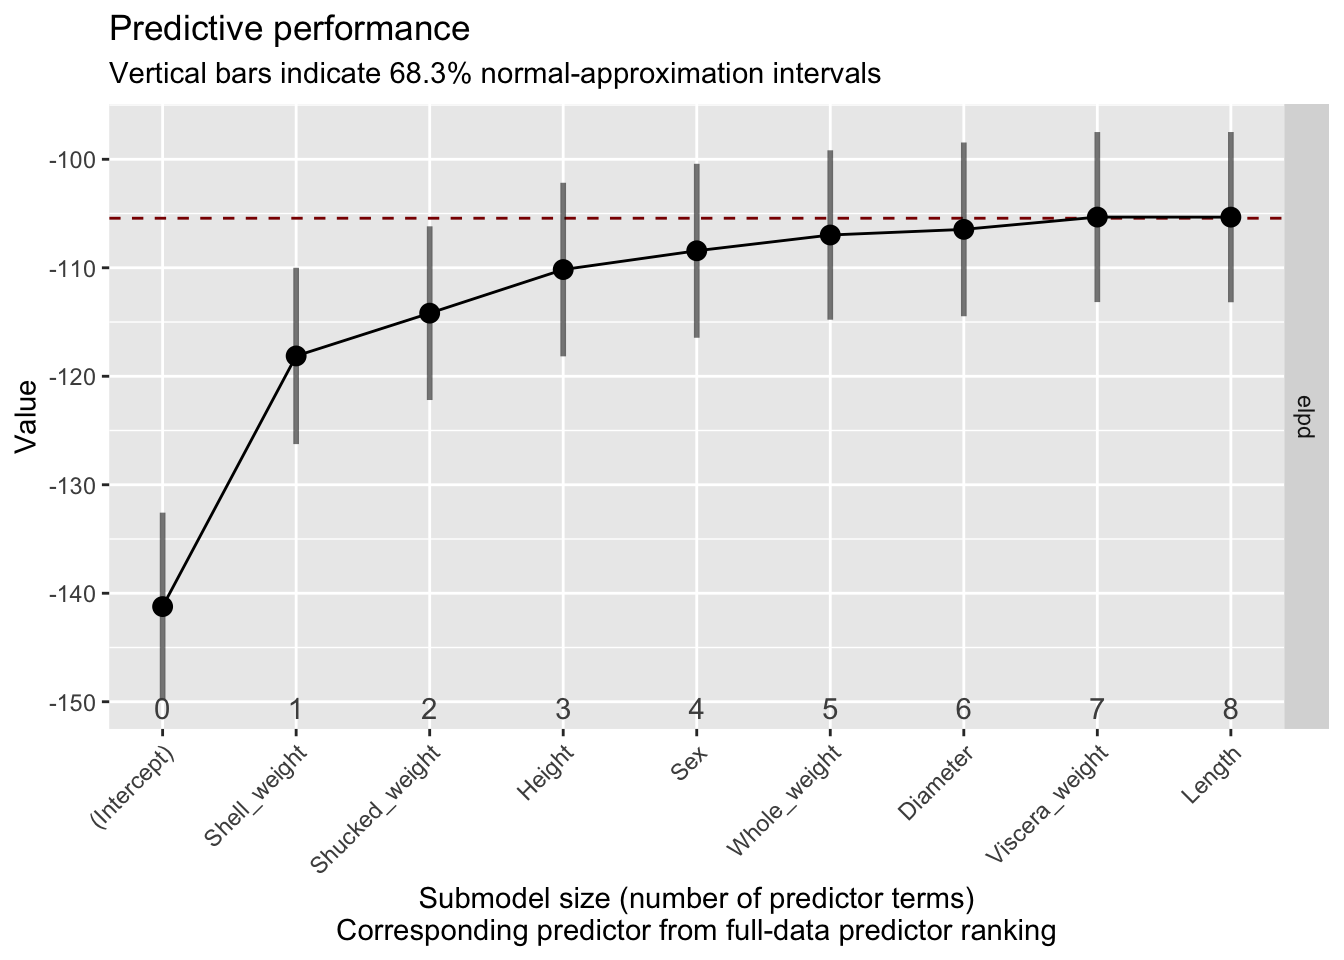 Predictive performance
Vertical bars indicate 68.3% normal-approximation intervals
-100
-110
-120
-130
-140
-150
Value
elpd
0 1 2 3 4 5 6 7 8
(Intercept) Shell_weight Shucked_weight Height Sex Whole_weight Diameter Viscera_weight Length
Submodel size (number of predictor terms)
Corresponding predictor from full-data predictor ranking